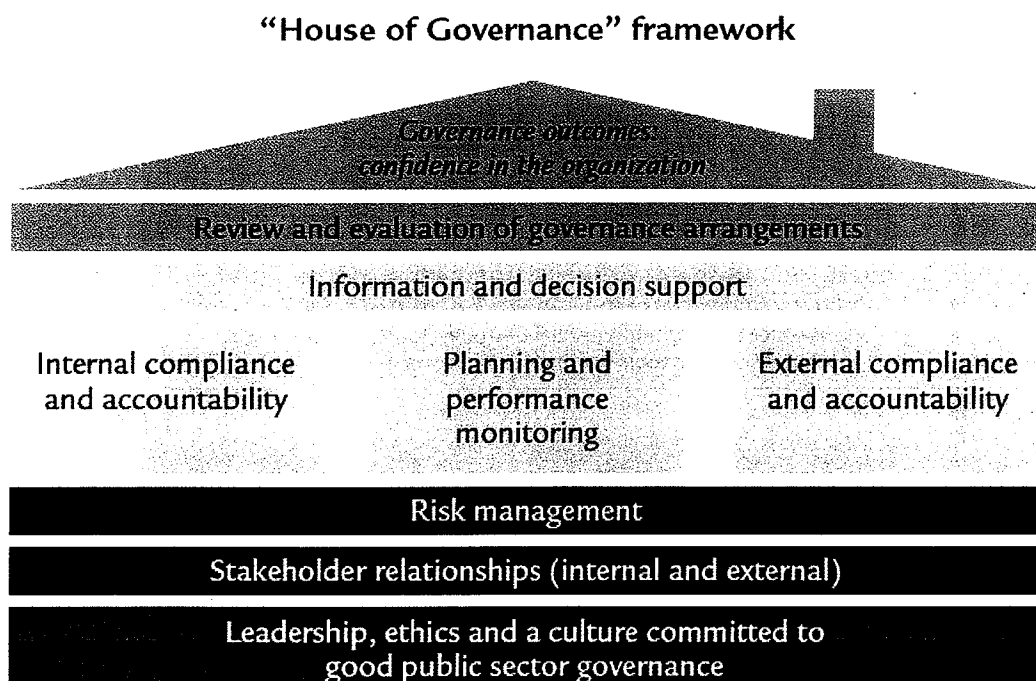 “House of Governance” framework
Governance outcomes:
confidence in the organization
Review and evaluation of governance arrangements
Information and decision support
Internal compliance
and accountability
Planning and
performance
monitoring
External compliance
and accountability
Risk management
Stakeholder relationships (internal and external)
Leadership, ethics and a culture committed to
good public sector governance